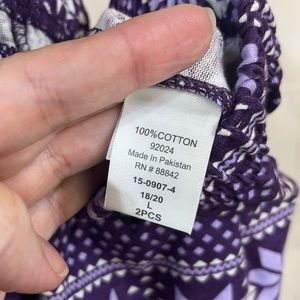 100%COTTON
92024
Made in Pakistan
RN # 88842
15-0907-4
18/20
L
2PCS